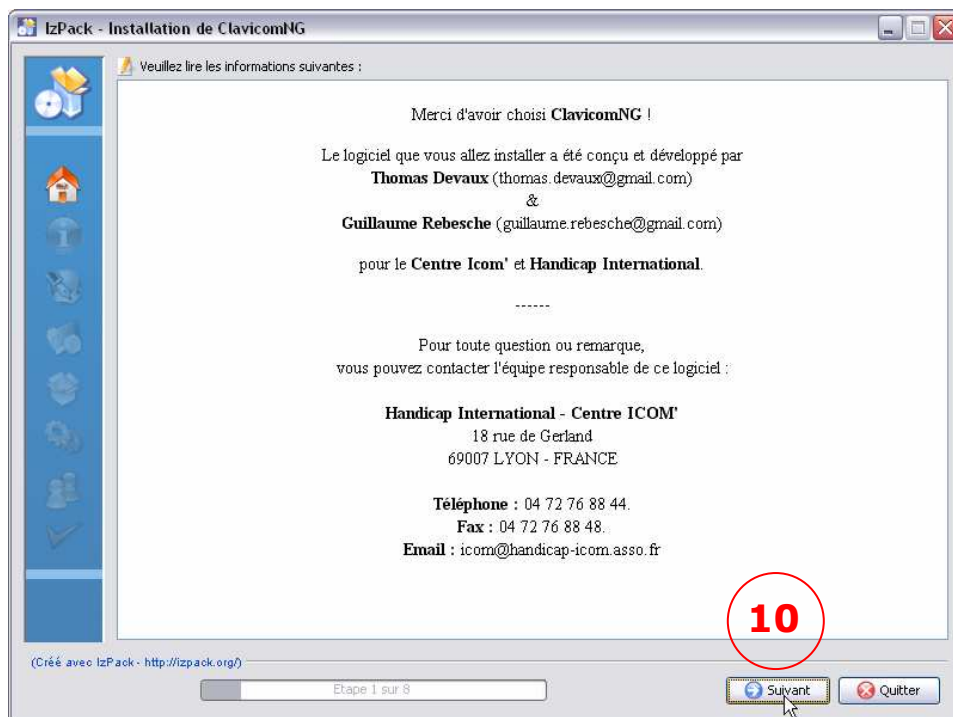 IzPack - Installation de ClavicomNG
Veuillez lire les informations suivantes :
Merci d'avoir choisi ClavicomNG !
Le logiciel que vous allez installer a été conçu et développé par
Thomas Devaux (thomas.devaux@gmail.com)
&
Guillaume Rebesche (guillaume.rebesche@gmail.com)
pour le Centre Icom' et Handicap International.
------
Pour toute question ou remarque,
vous pouvez contacter l'équipe responsable de ce logiciel :
Handicap International - Centre ICOM'
18 rue de Gerland
69007 LYON - FRANCE
Téléphone : 04 72 76 88 44.
Fax : 04 72 76 88 48.
Email : icom@handicap-icom.asso.fr
10
(Créé avec IzPack - http://izpack.org/)
Etape 1 sur 8
Suivant
Quitter